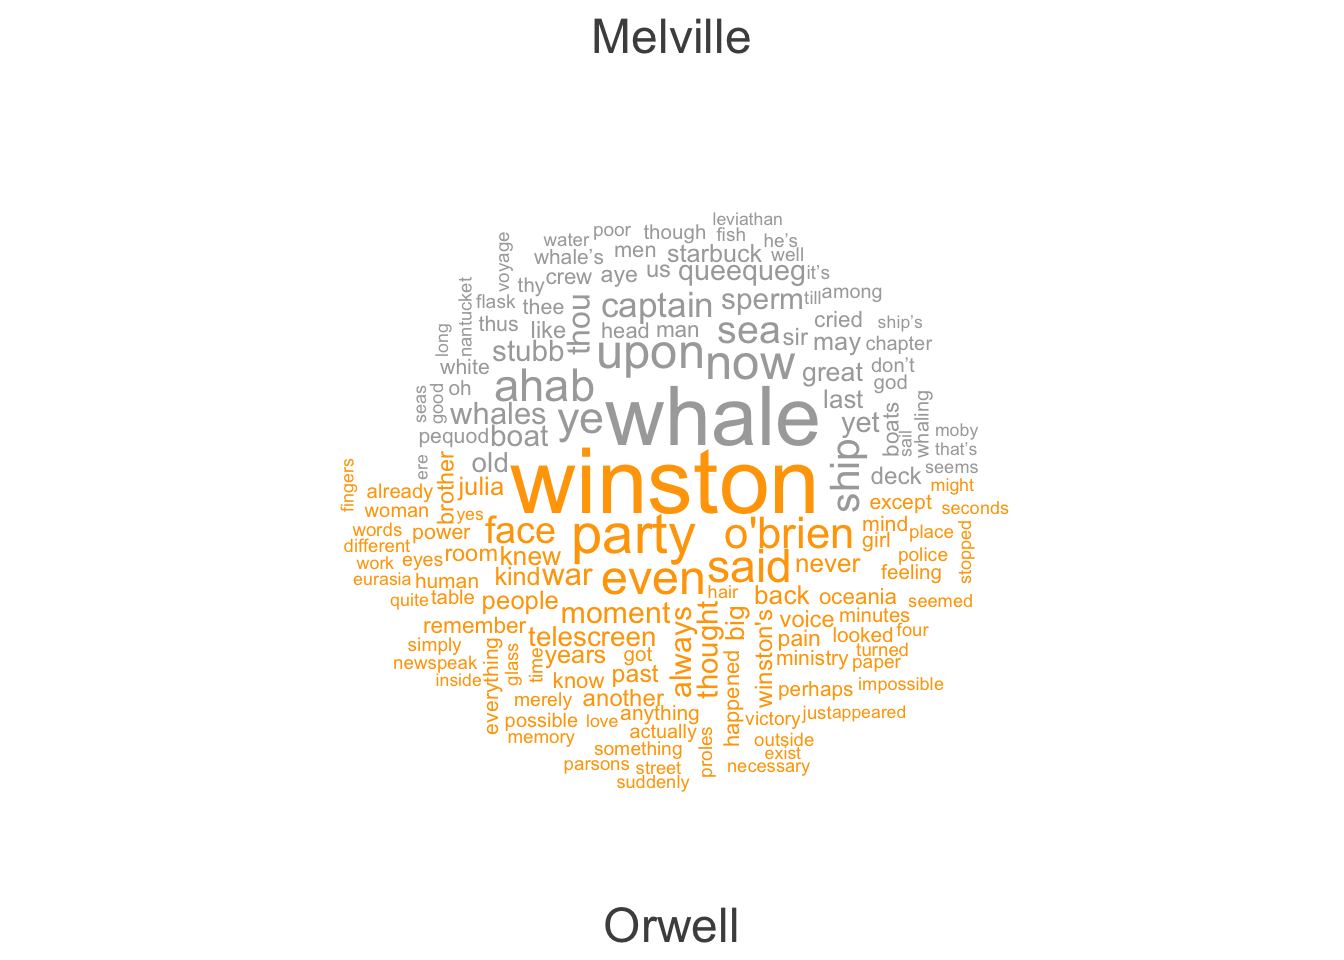 Melville
leviathan
poor though fish
water he’s
voyage whale’s men starbuck well
thy crew aye us queequeg it’s
nantucket flask thee thou captain sperm till among
long thus like head man sea sir cried ship’s
white stubb upon now may chapter
seas good oh ahab great don’t
god
whales ye whale last boats sail whaling
pequod boat yet moby
ere old ship deck that’s
seems
fingers already brother julia winston might
woman yes except seconds
words power face party o'brien mind place
different room knew girl stopped
work eyes said never police
eurasia human kind war even feeling
quite table people hair back oceania seemed
moment always thought big winston's voice minutes
remember telescreen pain looked four
simply everything glass time years got ministry turned
newspeak know past happened paper
inside merely another perhaps impossible
possible love anything victory just appeared
memory actually outside
something proles exist
parsons street necessary
suddenly
Orwell